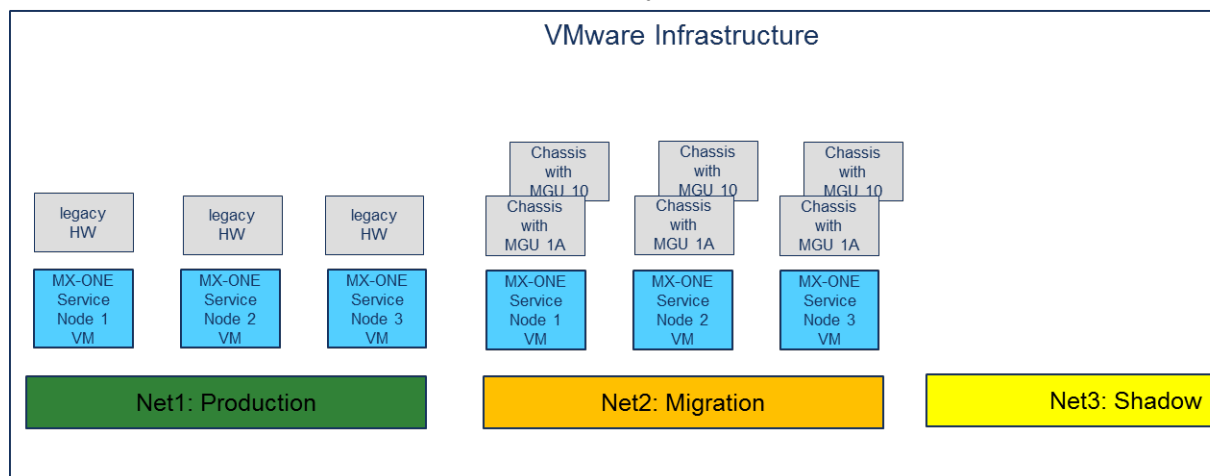 VMware Infrastructure
Chassis
with
MGU 10
Chassis
with
MGU 10
Chassis
with
MGU 10
legacy
HW
legacy
HW
legacy
HW
Chassis
with
MGU 1A
Chassis
with
MGU 1A
Chassis
with
MGU 1A
MX-ONE
Service
Node 1
VM
MX-ONE
Service
Node 2
VM
MX-ONE
Service
Node 3
VM
MX-ONE
Service
Node 1
VM
MX-ONE
Service
Node 2
VM
MX-ONE
Service
Node 3
VM
Net1: Production
Net2: Migration
Net3: Shadow